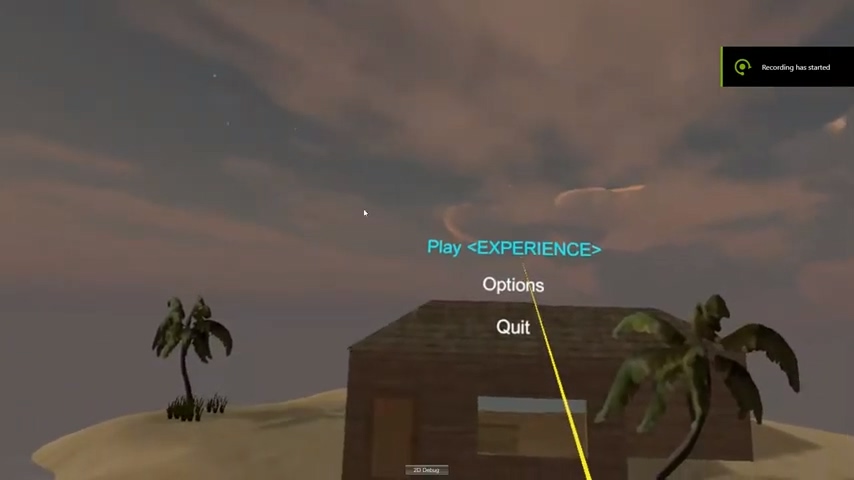 Recording has started
Play <EXPERIENCE>
Options
Quit
2D Debug